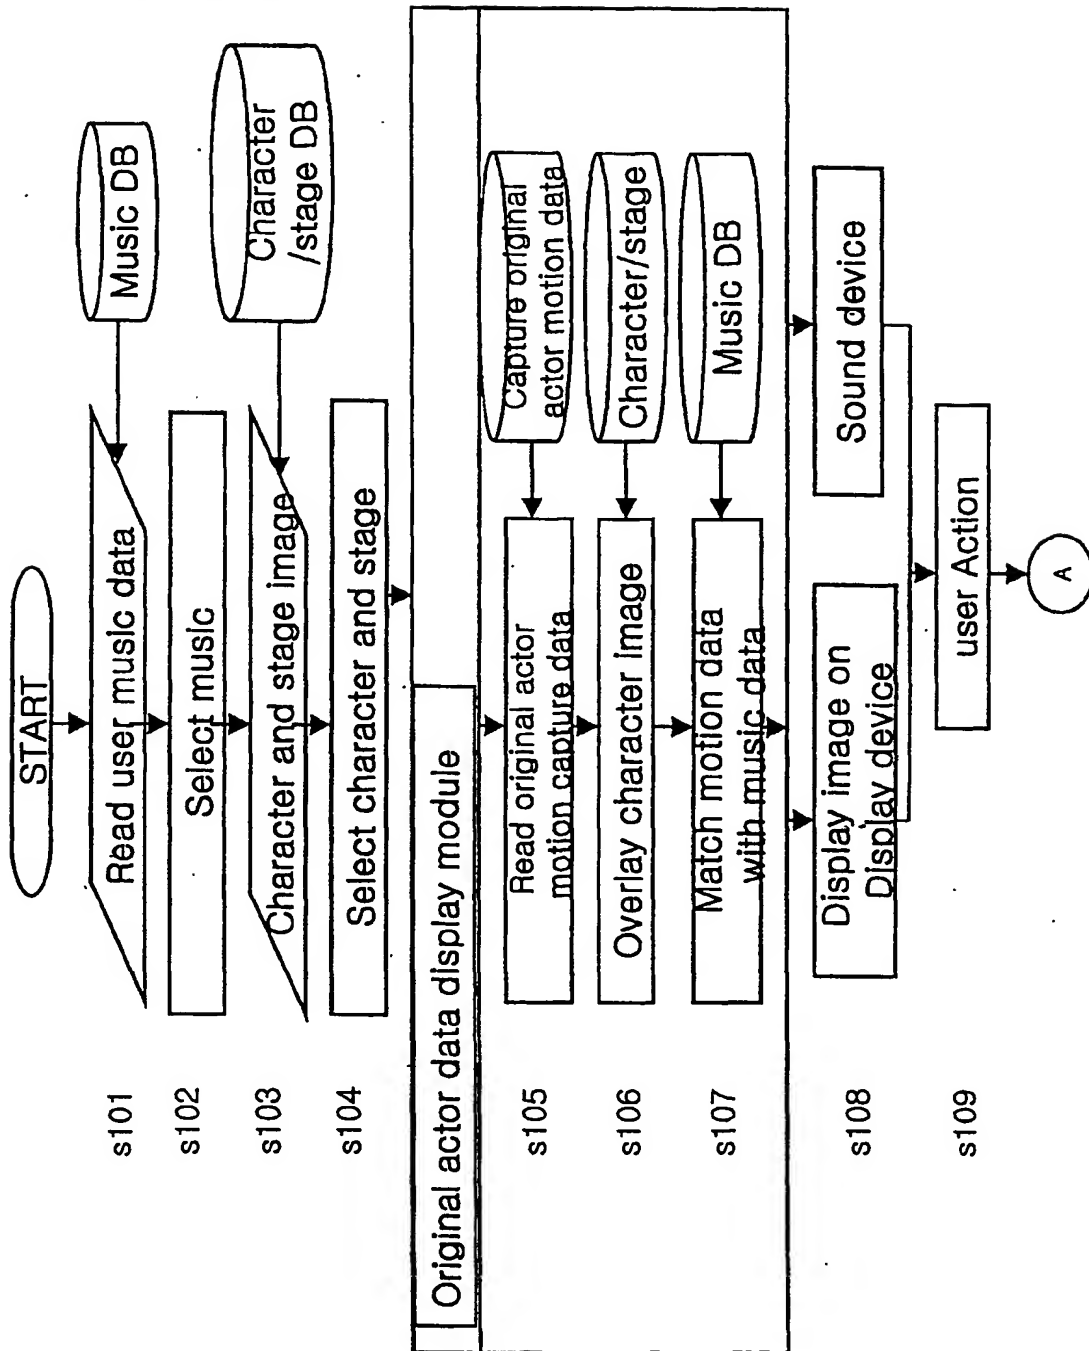 START
s101
Read user music data
Music DB
s102
Select music
s103
Character and stage image
Character
/stage DB
s104
Select character and stage
Original actor data display module
s105
Read original actor
motion capture data
Capture original
actor motion data
s106
Overlay character image
Character/stage
s107
Match motion data
with music data
Music DB
s108
Display image on
Display device
Sound device
s109
user Action
A